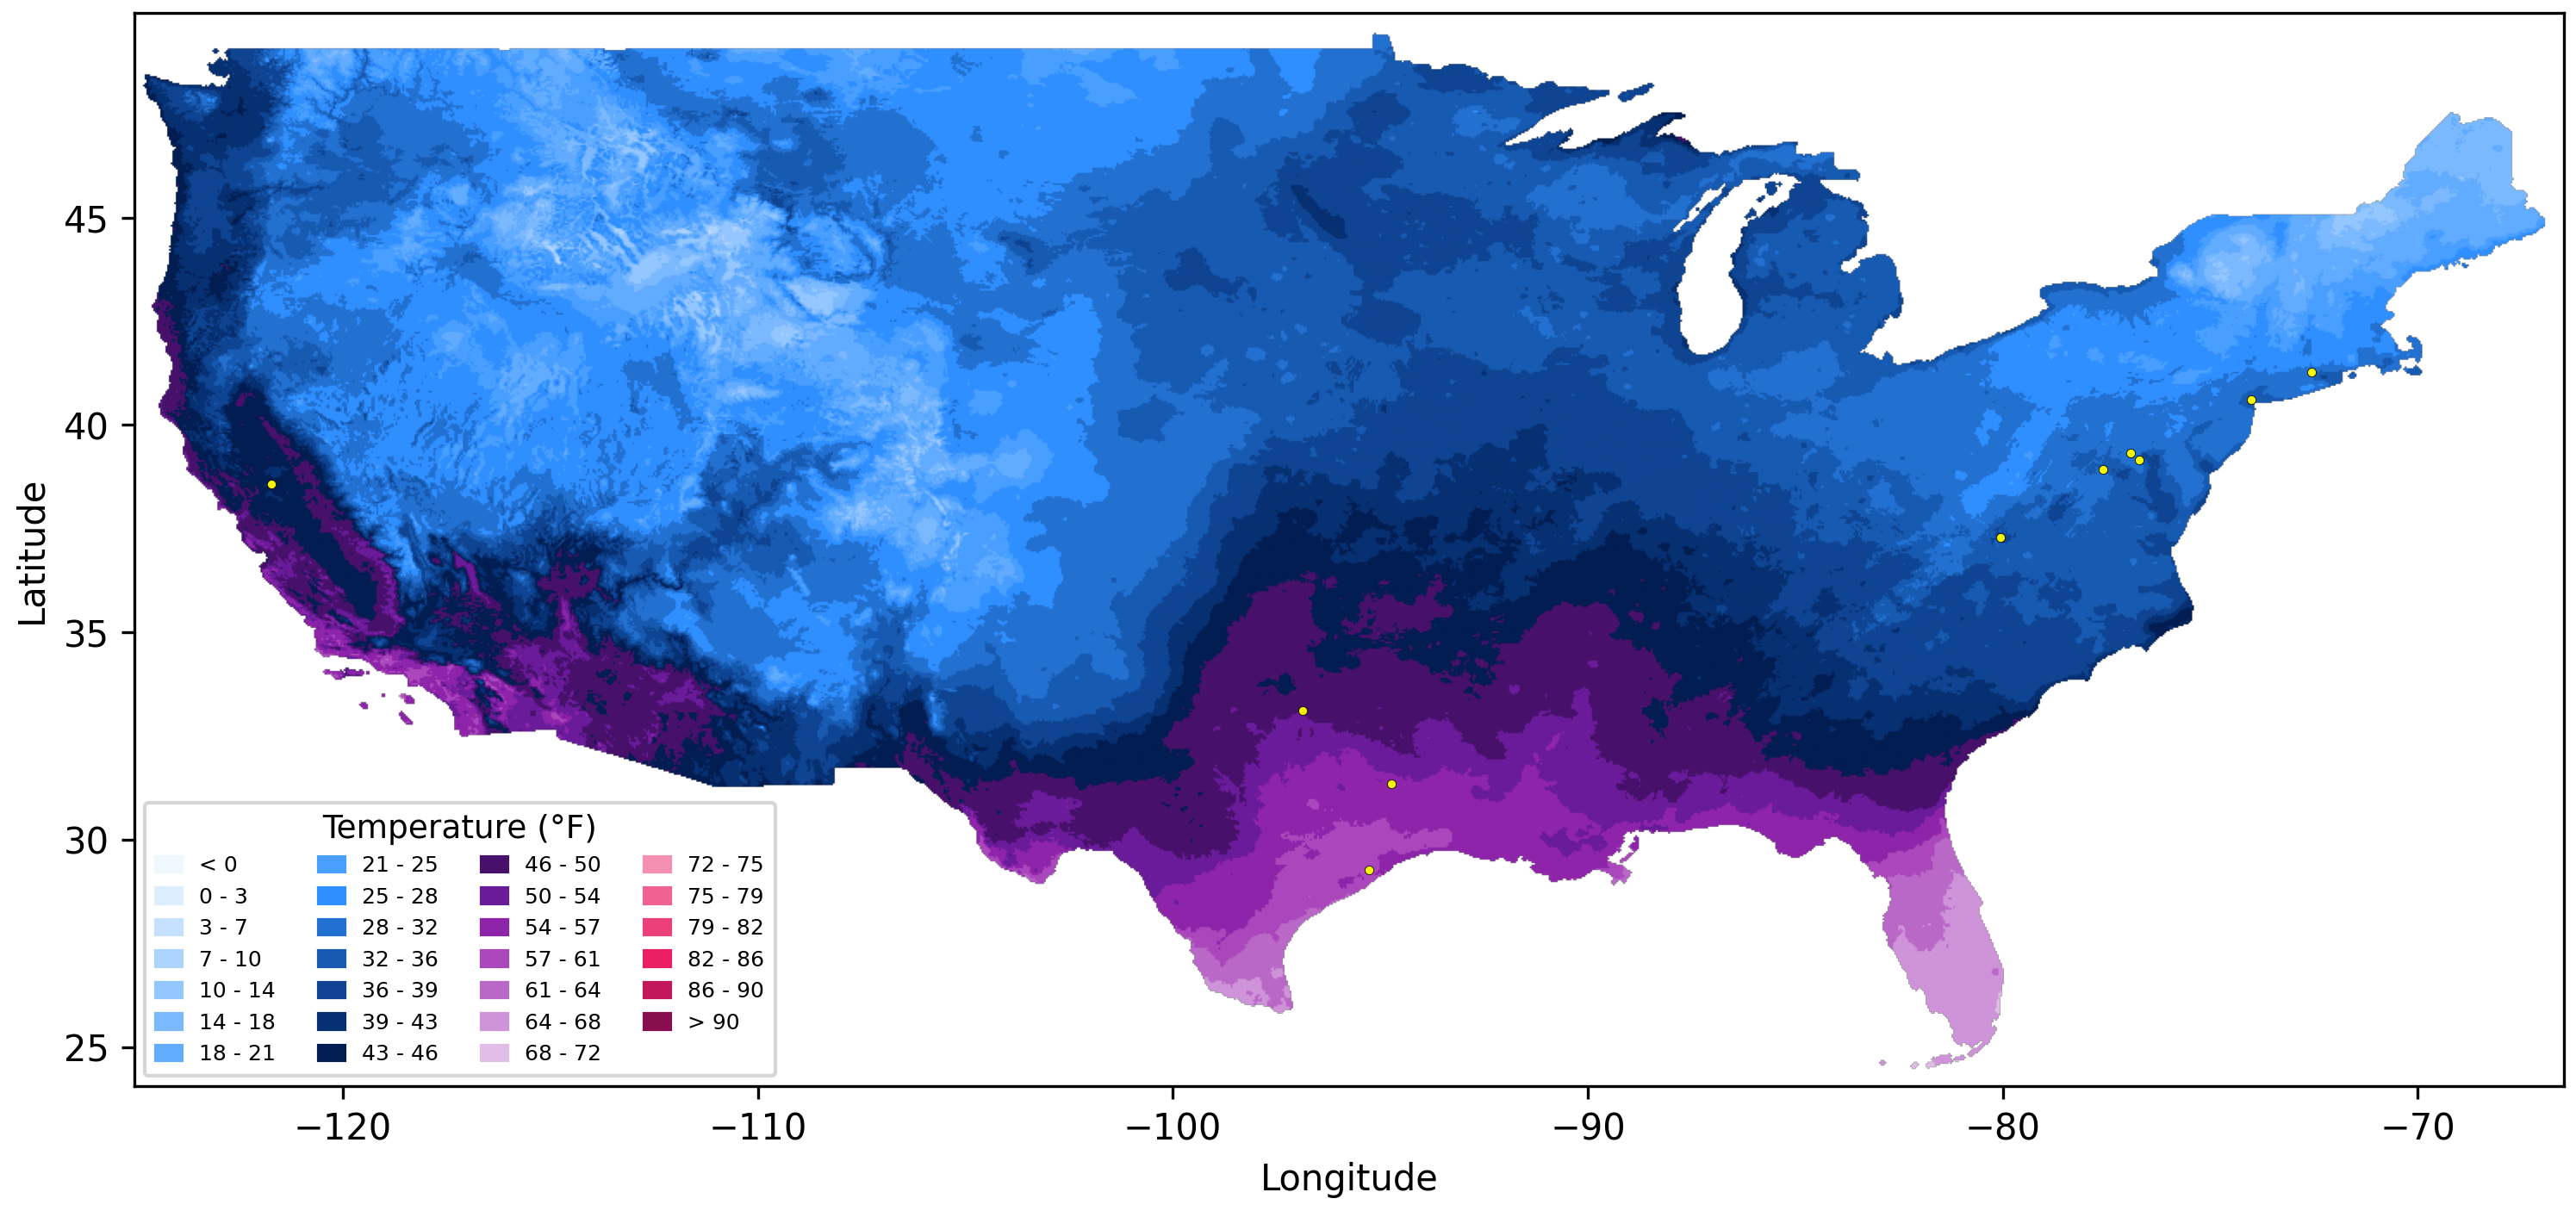 45
40
35
30
25
Latitude
Temperature (°F)
< 0 21 - 25 46 - 50 72 - 75
0 - 3 25 - 28 50 - 54 75 - 79
3 - 7 28 - 32 54 - 57 79 - 82
7 - 10 32 - 36 57 - 61 82 - 86
10 - 14 36 - 39 61 - 64 86 - 90
14 - 18 39 - 43 64 - 68 > 90
18 - 21 43 - 46 68 - 72
−120 −110 −100 −90 −80 −70
Longitude